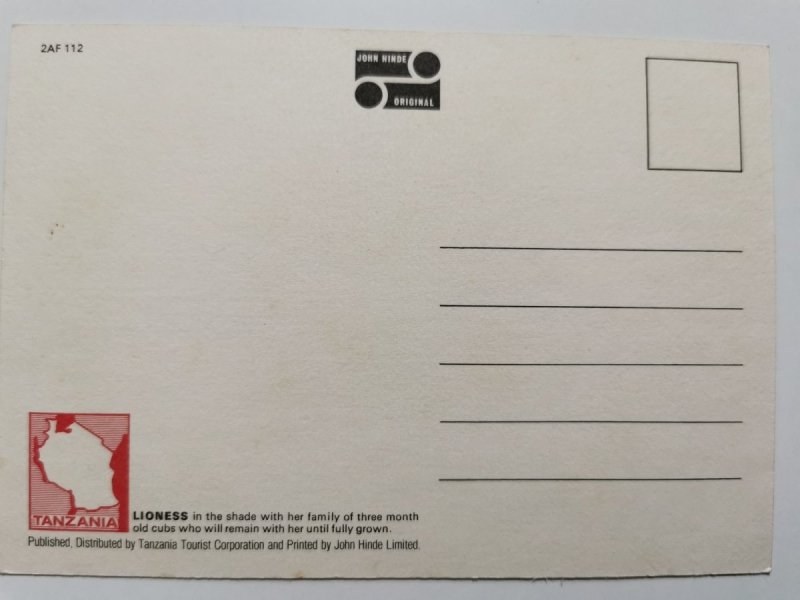 2AF 112
JOHN HINDE
ORIGINAL
TANZANIA
LIONESS in the shade with her family of three month
old cubs who will remain with her until fully grown.
Published, Distributed by Tanzania Tourist Corporation and Printed by John Hinde Limited.